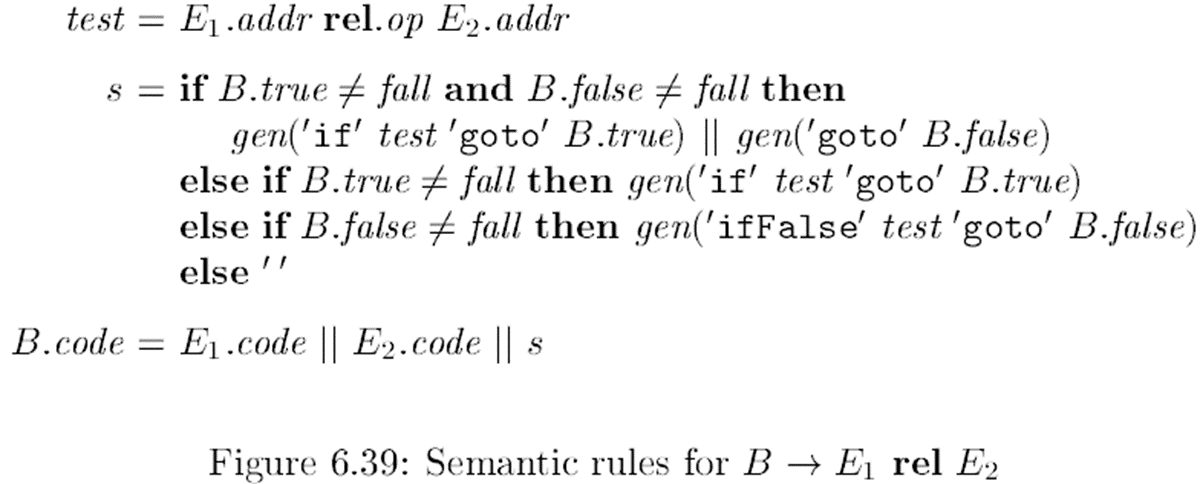 test = E₁.addr rel.op E₂.addr
s = if B.true ≠ fall and B.false ≠ fall then
gen('if' test 'goto' B.true) || gen('goto' B.false)
else if B.true ≠ fall then gen('if' test 'goto' B.true)
else if B.false ≠ fall then gen('ifFalse' test 'goto' B.false)
else ''
B.code = E₁.code || E₂.code || s
Figure 6.39: Semantic rules for B → E₁ rel E₂